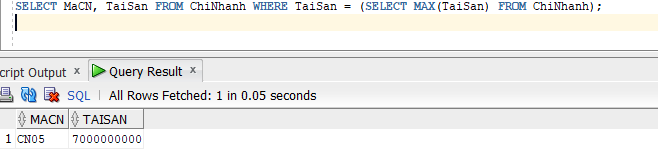 SELECT MaCN, TaiSan FROM ChiNhanh WHERE TaiSan = (SELECT MAX(TaiSan) FROM ChiNhanh);
cript Output x Query Result x
SQL | All Rows Fetched: 1 in 0.05 seconds
MACN TAISAN
1 CN05 7000000000